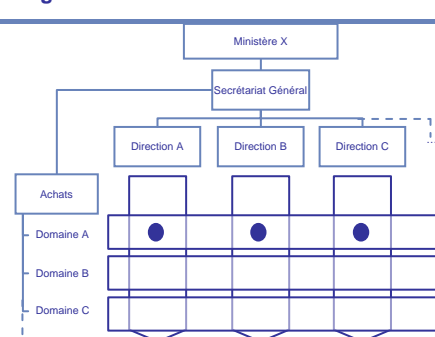 Ministère X
Secrétariat Général
Direction A
Direction B
Direction C
...
Achats
Domaine A
Domaine B
Domaine C